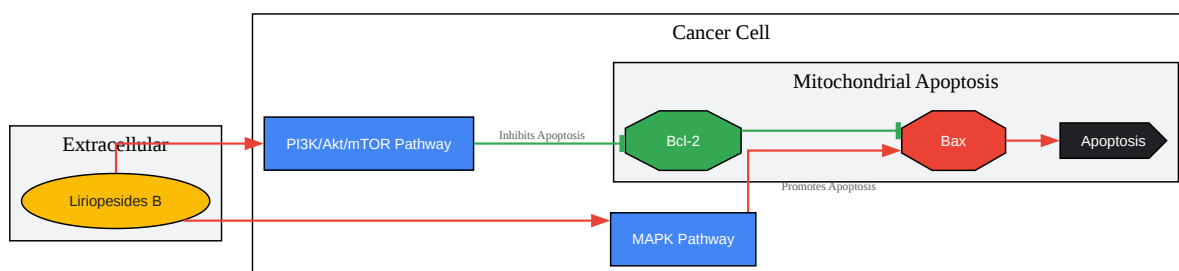 Cancer Cell
Mitochondrial Apoptosis
Extracellular
PI3K/Akt/mTOR Pathway
Inhibits Apoptosis
Bcl-2
Bax
Apoptosis
Liriopesides B
Promotes Apoptosis
MAPK Pathway